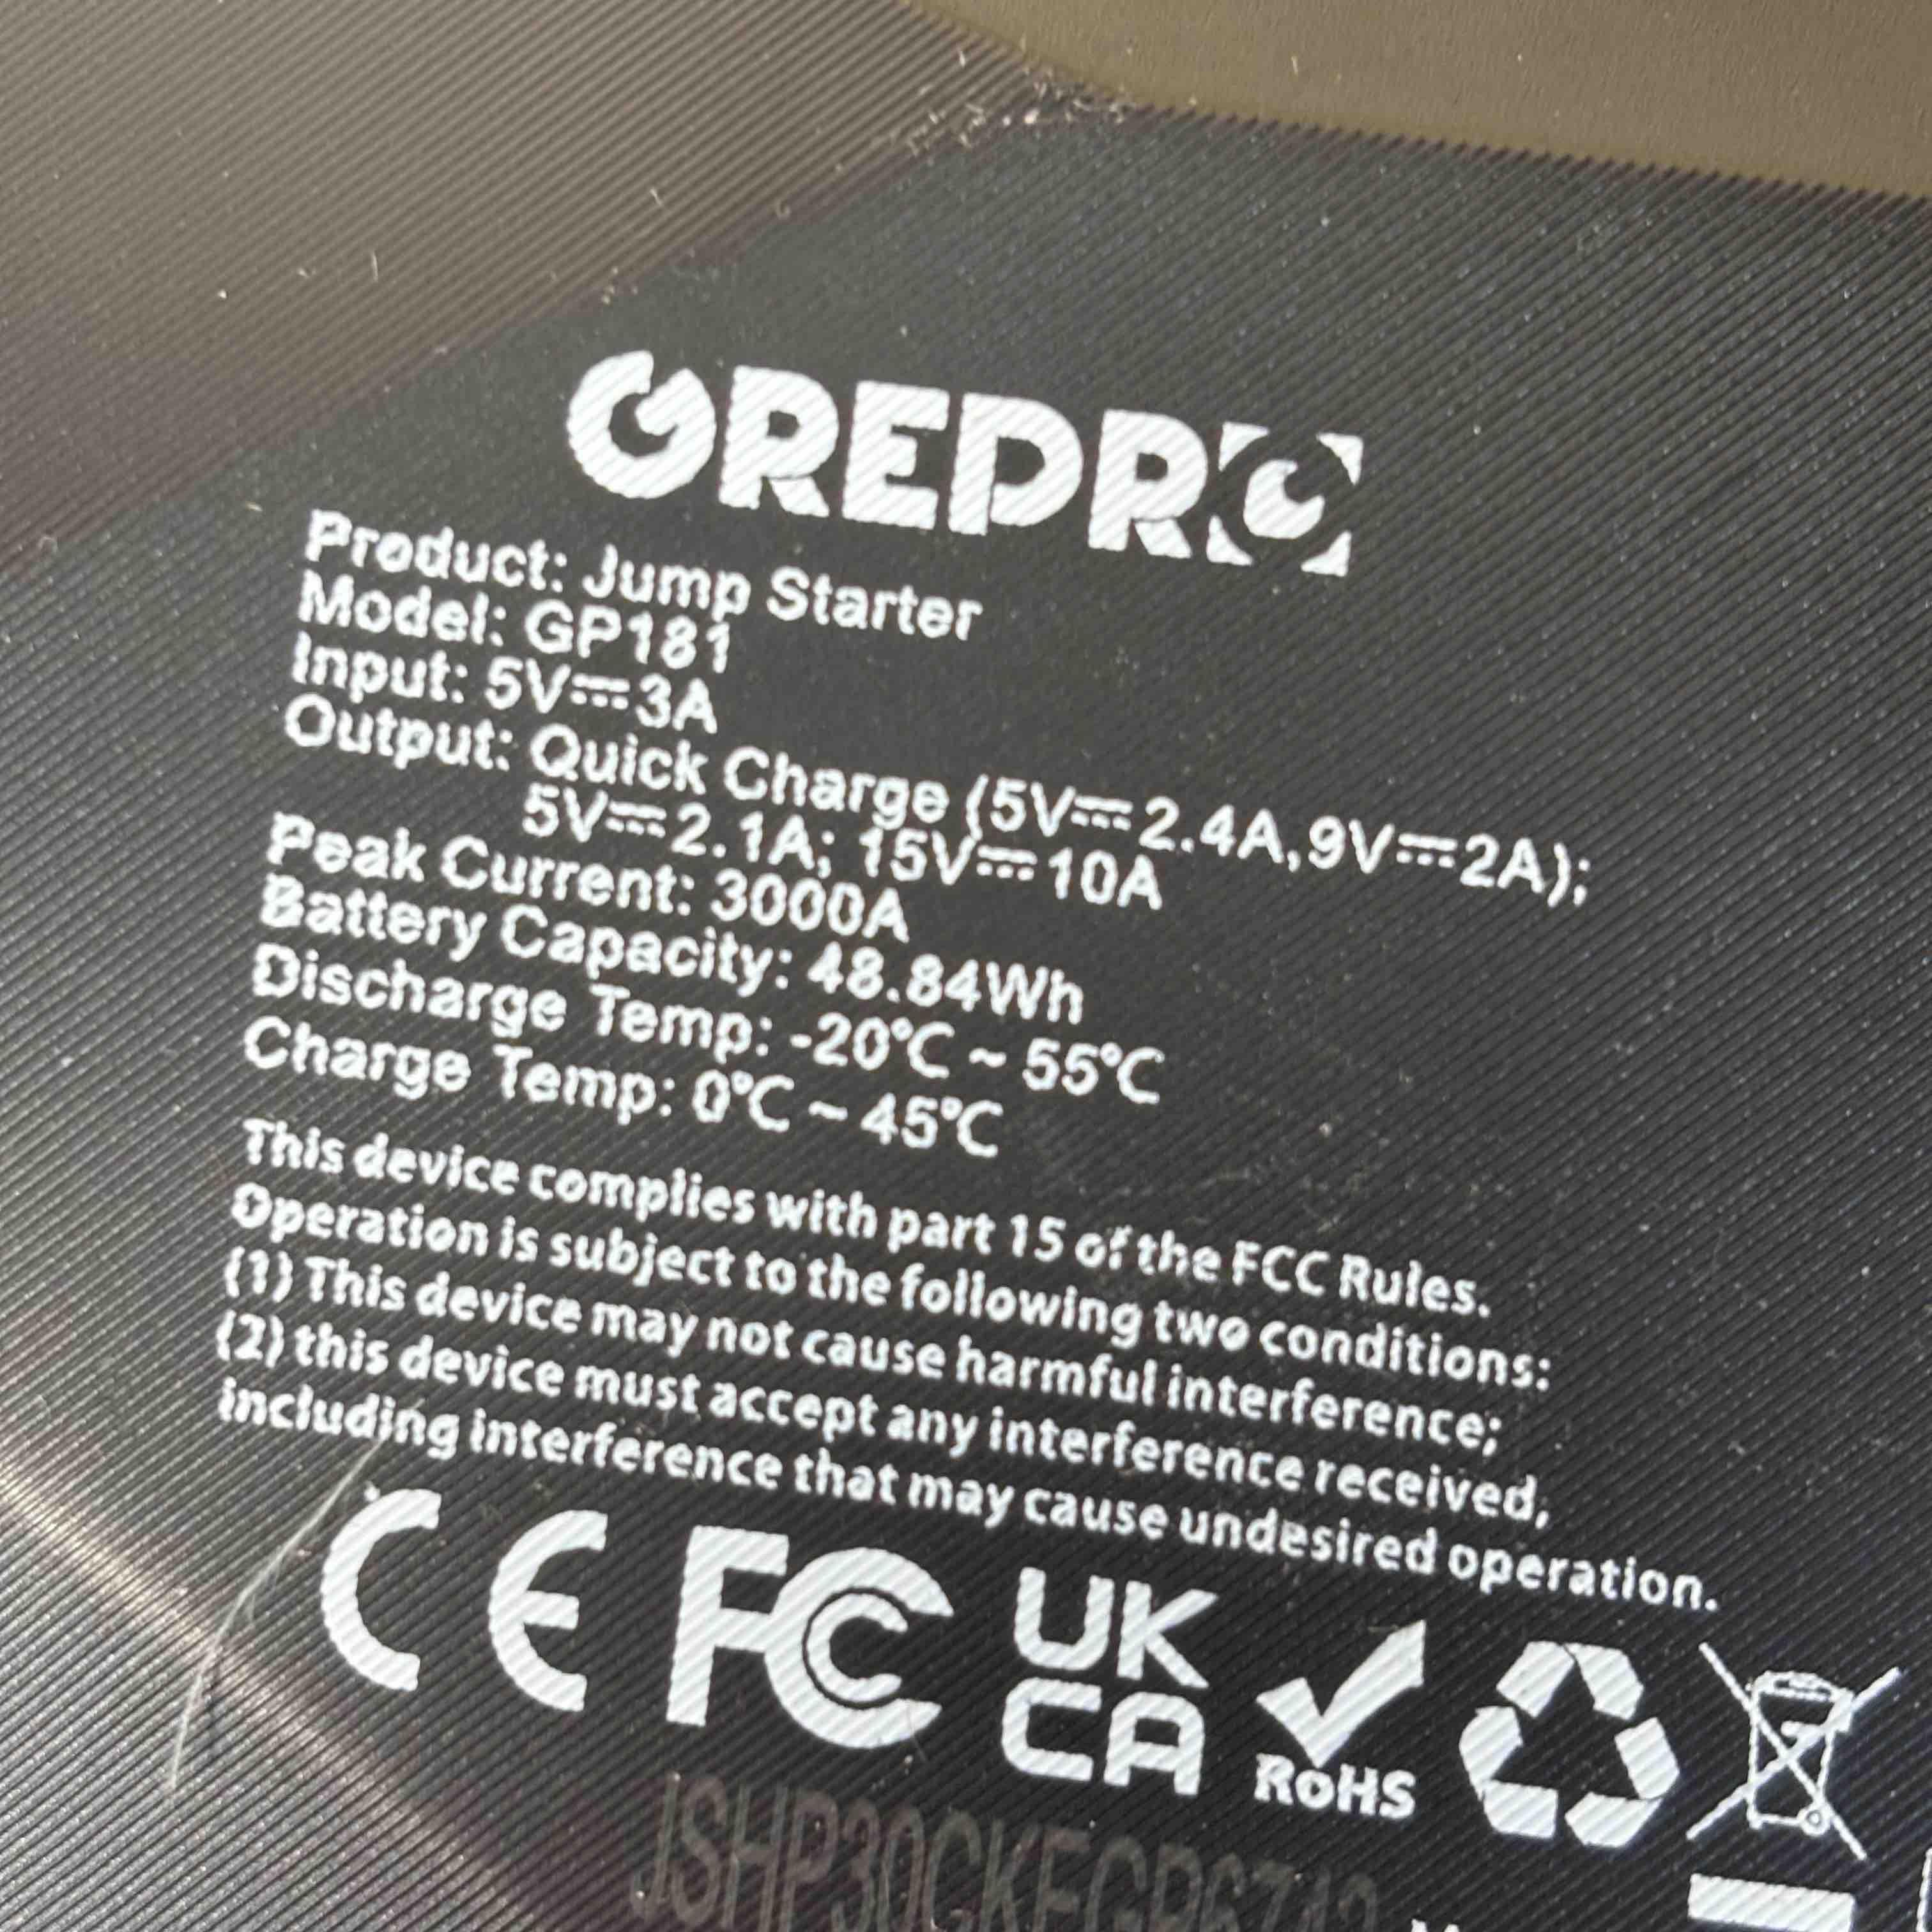 GREPRO
Product: Jump Starter
Model: GP181
Input: 5V⎓3A
Output: Quick Charge (5V⎓2.4A,9V⎓2A);
5V⎓2.1A; 15V⎓10A
Peak Current: 3000A
Battery Capacity: 48.84Wh
Discharge Temp: -20℃ ~ 55℃
Charge Temp: 0℃ ~ 45℃
This device complies with part 15 of the FCC Rules.
Operation is subject to the following two conditions:
(1) This device may not cause harmful interference;
(2) this device must accept any interference received,
including interference that may cause undesired operation.
CE FC UK CA RoHS